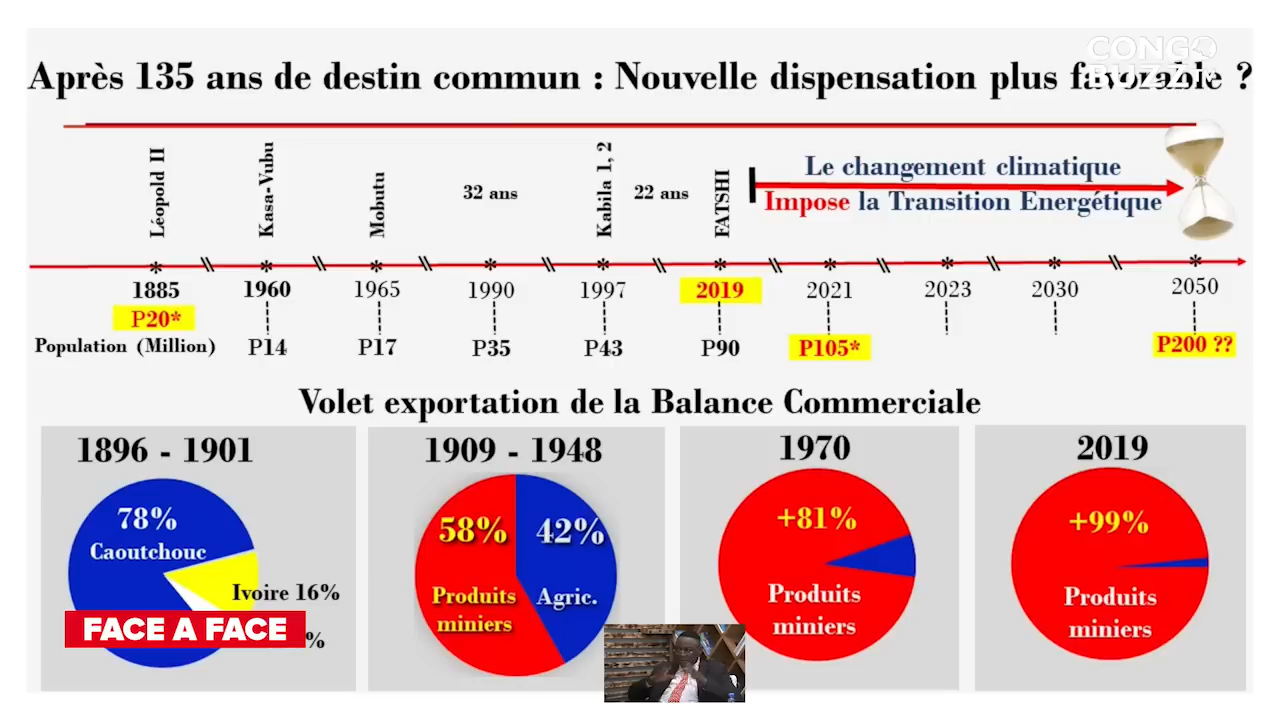 CONGO
BUZZ TV
Après 135 ans de destin commun : Nouvelle dispensation plus favorable ?
Léopold II
Kasa-Vubu
Mobutu
32 ans
Kabila 1, 2
22 ans
FATSHI
Le changement climatique
Impose la Transition Energétique
1885 1960 1965 1990 1997 2019 2021 2023 2030 2050
P20*
Population (Million) P14 P17 P35 P43 P90 P105* P200 ??
Volet exportation de la Balance Commerciale
1896 - 1901
78%
Caoutchouc
Ivoire 16%
%
FACE A FACE
1909 - 1948
58%
42%
Produits
miniers
Agric.
1970
+81%
Produits
miniers
2019
+99%
Produits
miniers